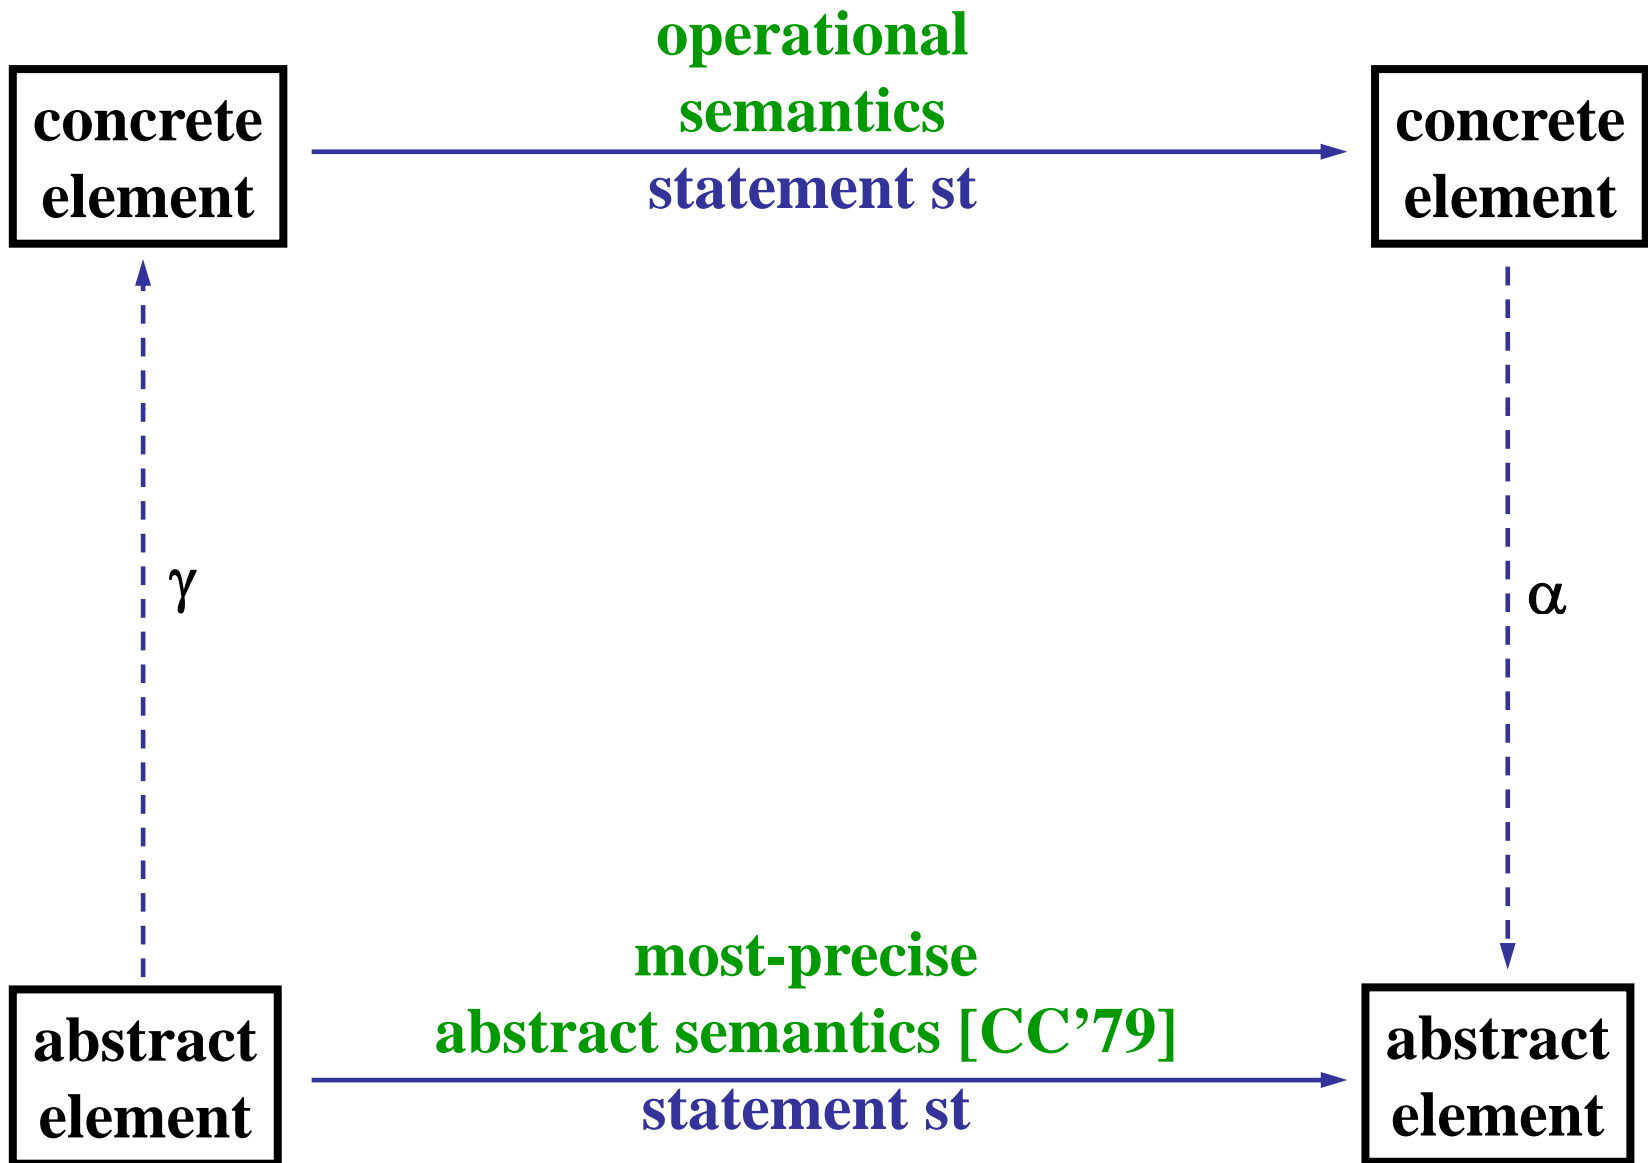 operational
semantics
concrete
element
statement st
concrete
element
γ
α
most-precise
abstract semantics [CC’79]
abstract
element
statement st
abstract
element